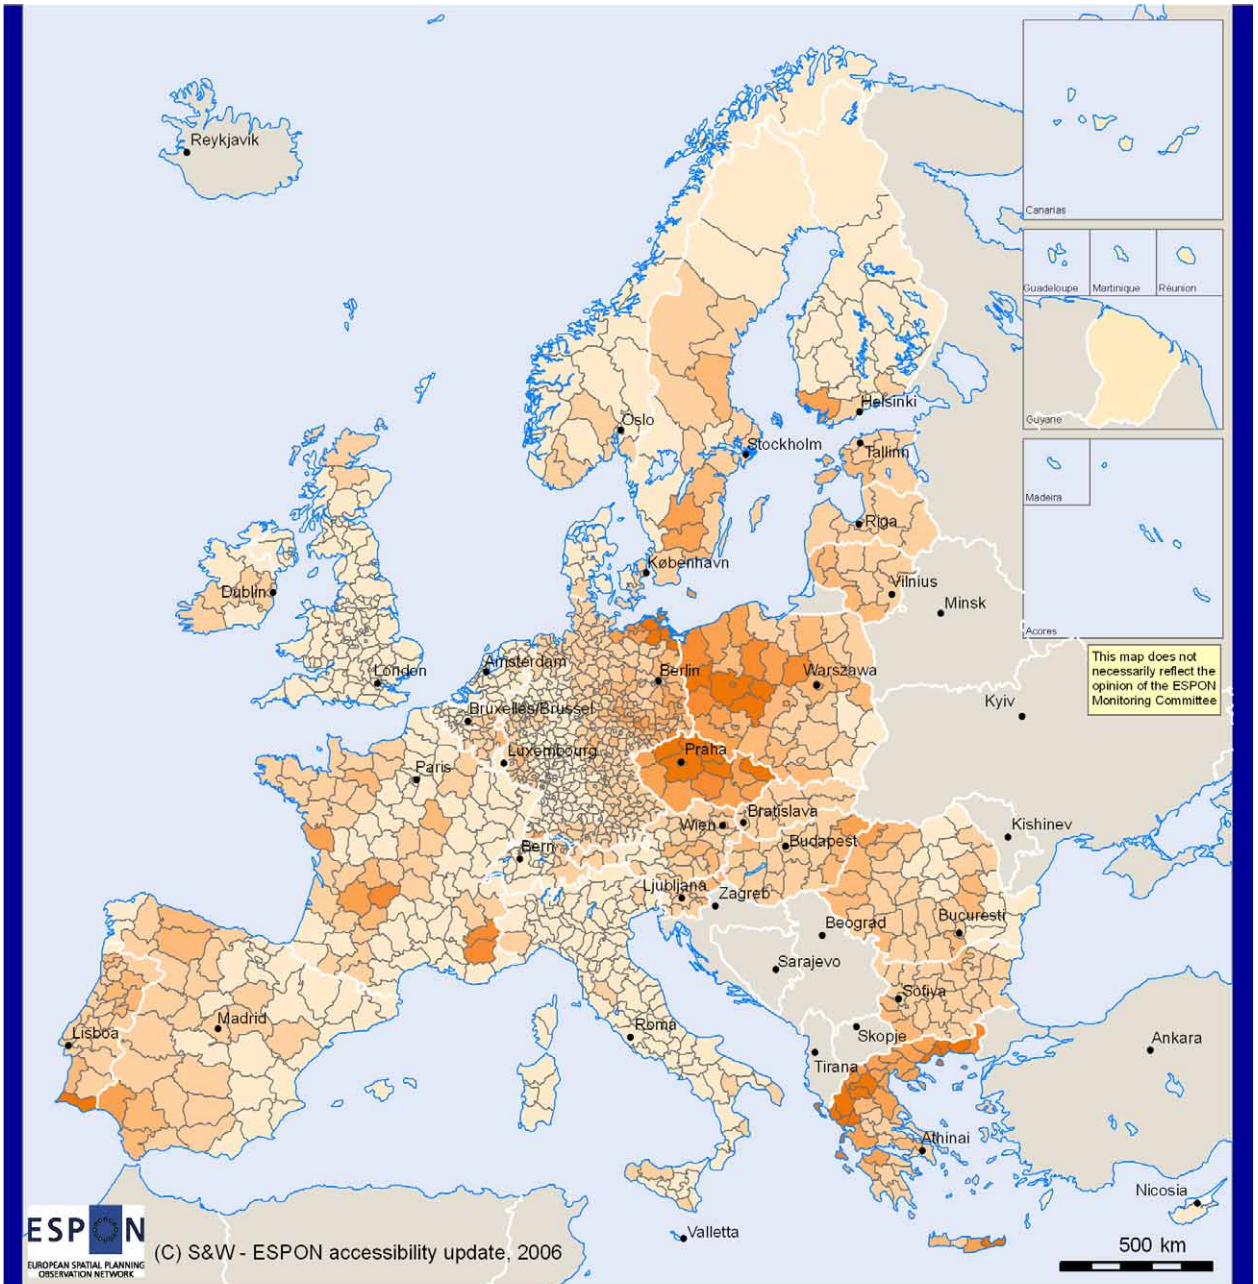 Reykjavik
Canarias
Guadeloupe
Martinique
Réunion
Guyane
Helsinki
Oslo
Stockholm
Tallinn
Madeira
Riga
København
Vilnius
Dublin
Minsk
Acores
This map does not
necessarily reflect the
opinion of the ESPON
Monitoring Committee
London
Amsterdam
Berlin
Warszawa
Kyiv
Bruxelles/Brussel
Luxembourg
Praha
Paris
Bratislava
Wien
Kishinev
Budapest
Bern
Ljubljana
Zagreb
Bucuresti
Beograd
Sarajevo
Sofiya
Madrid
Lisboa
Roma
Skopje
Ankara
Tirana
Athinai
Nicosia
Valletta
ESPON
EUROPEAN SPATIAL PLANNING
OBSERVATION NETWORK
(C) S&W - ESPON accessibility update, 2006
500 km